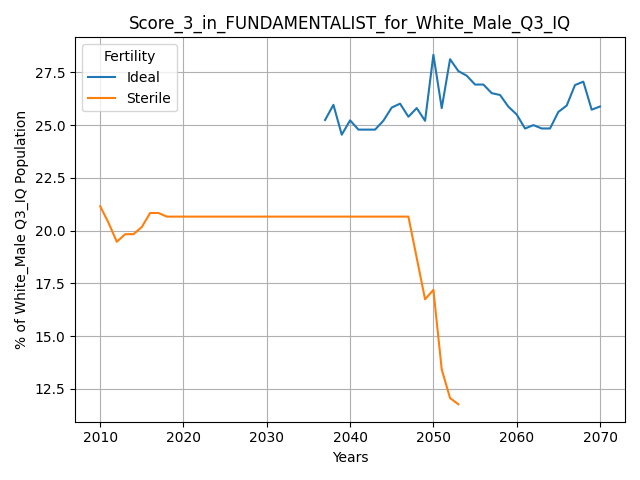 Score_3_in_FUNDAMENTALIST_for_White_Male_Q3_IQ
Fertility
Ideal
Sterile
% of White_Male Q3_IQ Population
27.5
25.0
22.5
20.0
17.5
15.0
12.5
2010 2020 2030 2040 2050 2060 2070
Years